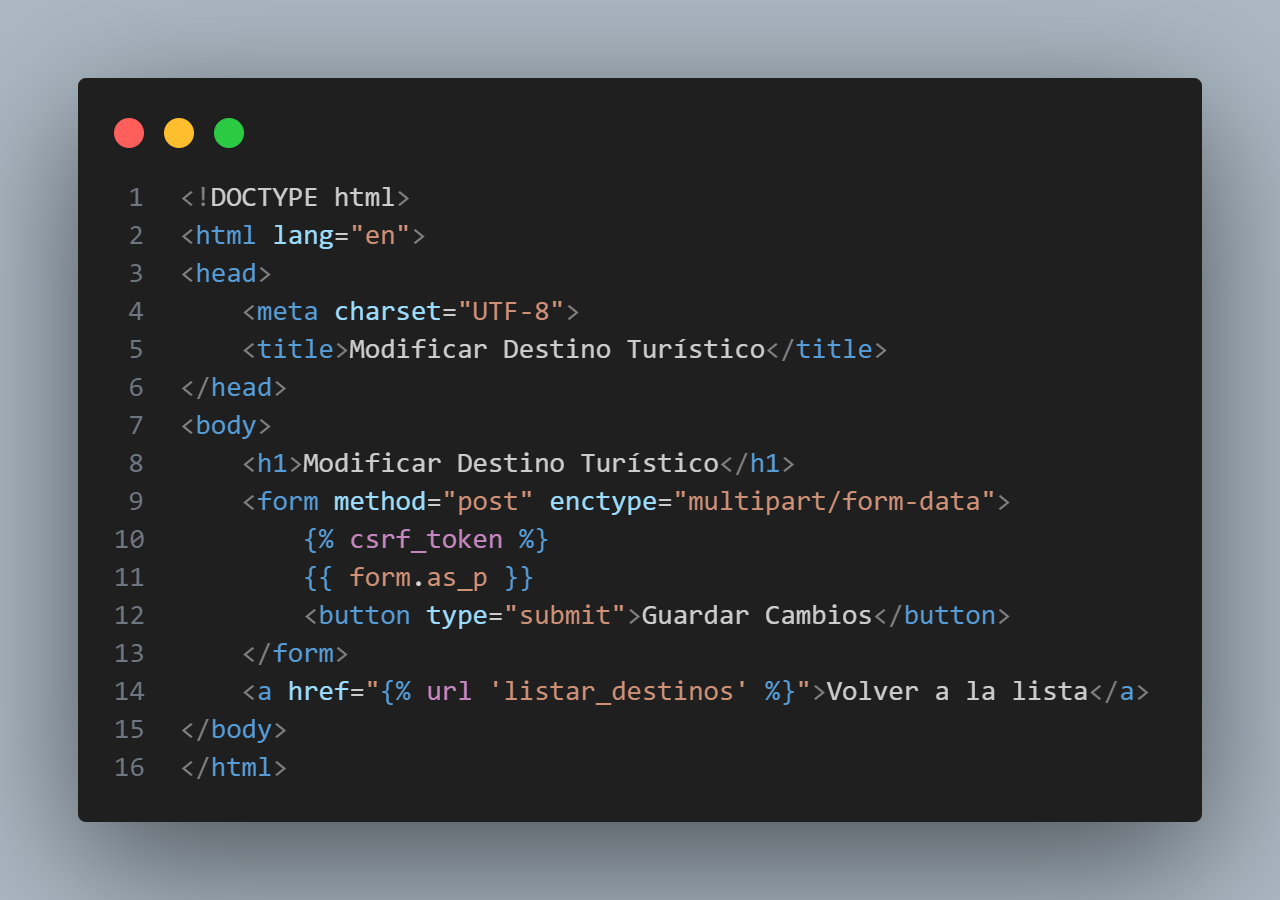 1 <!DOCTYPE html>
2 <html lang="en">
3 <head>
4     <meta charset="UTF-8">
5     <title>Modificar Destino Turístico</title>
6 </head>
7 <body>
8     <h1>Modificar Destino Turístico</h1>
9     <form method="post" enctype="multipart/form-data">
10         {% csrf_token %}
11         {{ form.as_p }}
12         <button type="submit">Guardar Cambios</button>
13     </form>
14     <a href="{% url 'listar_destinos' %}">Volver a la lista</a>
15 </body>
16 </html>